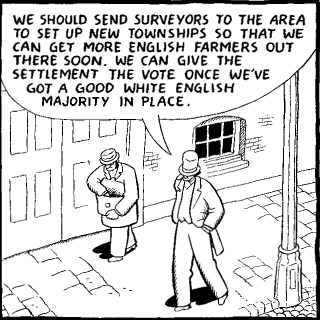 WE SHOULD SEND SURVEYORS TO THE AREA
TO SET UP NEW TOWNSHIPS SO THAT WE
CAN GET MORE ENGLISH FARMERS OUT
THERE SOON. WE CAN GIVE THE
SETTLEMENT THE VOTE ONCE WE'VE
GOT A GOOD WHITE ENGLISH
MAJORITY IN PLACE.